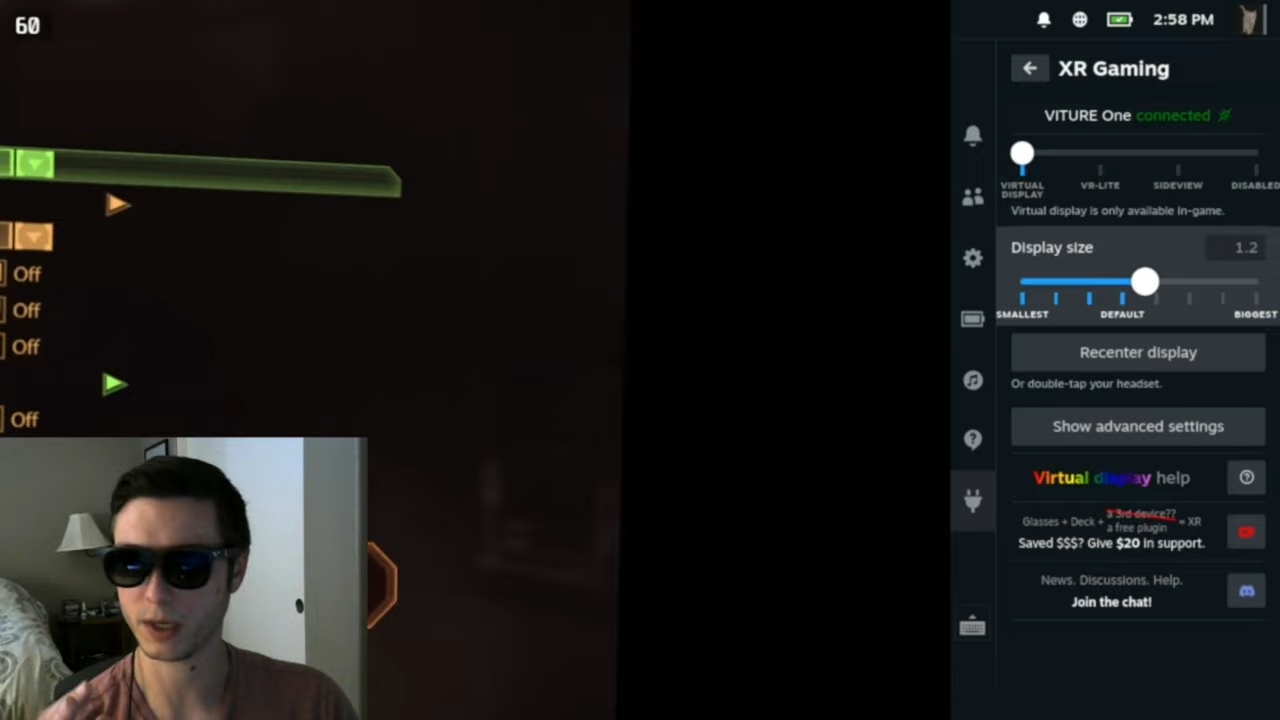 60
2:58 PM
XR Gaming
VITURE One connected
VIRTUAL DISPLAY VR-LITE SIDEVIEW DISABLED
Virtual display is only available in-game.
Display size 1.2
SMALLEST DEFAULT BIGGEST
Off
Off
Off
Off
Recenter display
Or double-tap your headset.
Show advanced settings
Virtual display help
Glasses + Deck + a 3rd device?? a free plugin = XR
Saved $$$? Give $20 in support.
News. Discussions. Help.
Join the chat!